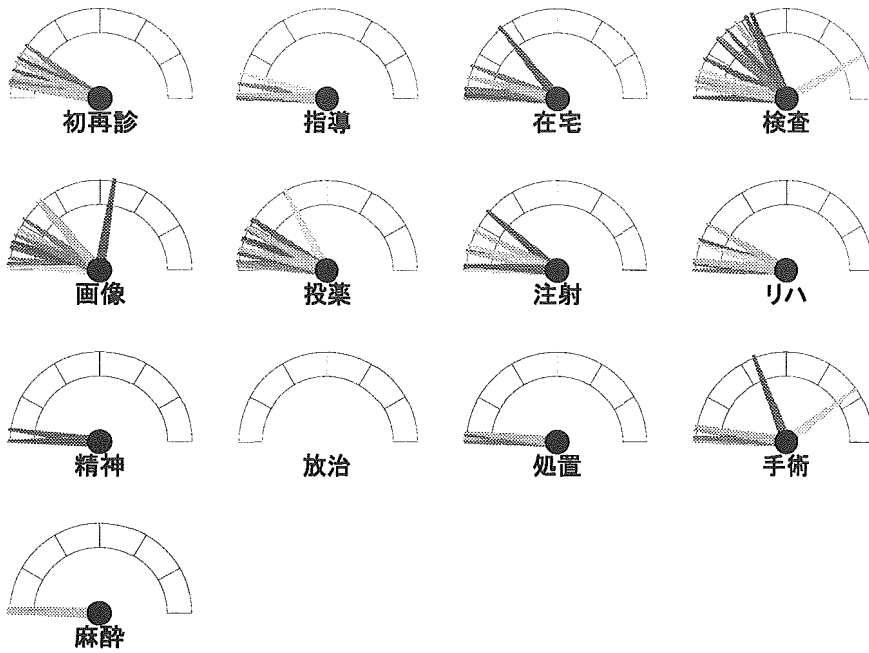 初再診 指導 在宅 検査
画像 投薬 注射 リハ
精神 放治 処置 手術
麻酔